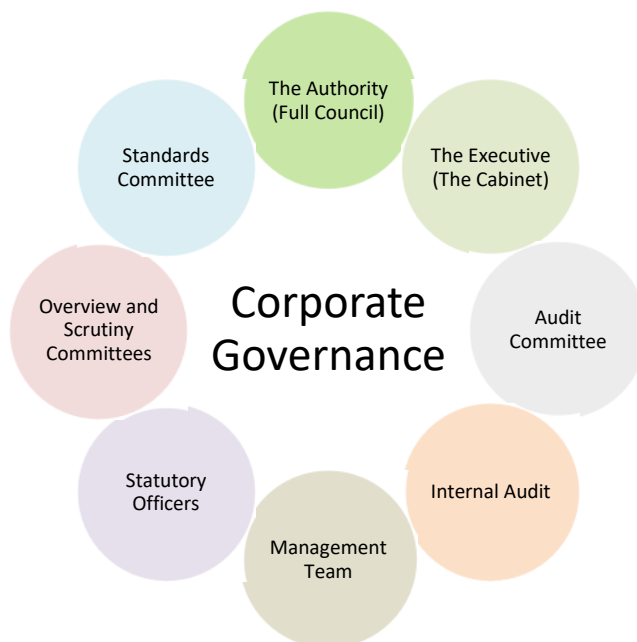 The Authority
(Full Council)
The Executive
(The Cabinet)
Audit
Committee
Internal Audit
Management
Team
Statutory
Officers
Overview and
Scrutiny
Committees
Standards
Committee
Corporate
Governance